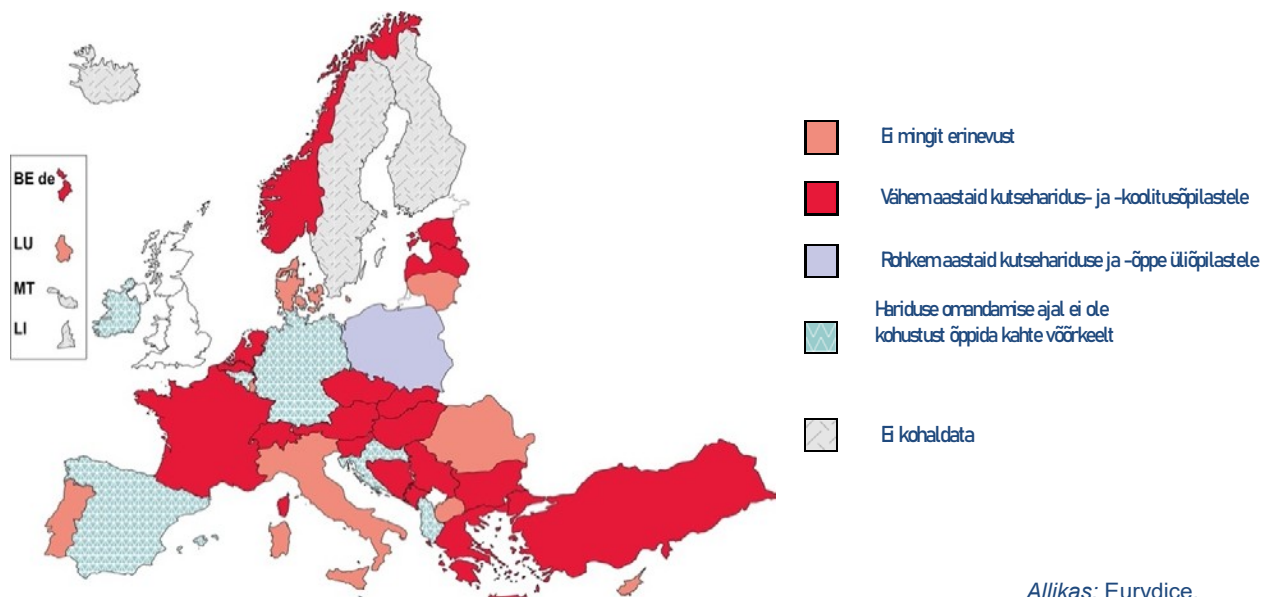 BE de
LU
MT
LI
Ei mingit erinevust
Vähem aastaid kutseharidus- ja -koolitusõpilastele
Rohkem aastaid kutsehariduse ja -õppe üliõpilastele
Hariduse omandamise ajal ei ole
kohustust õppida kahte võõrkeelt
Ei kohaldata
Allikas: Eurydice.